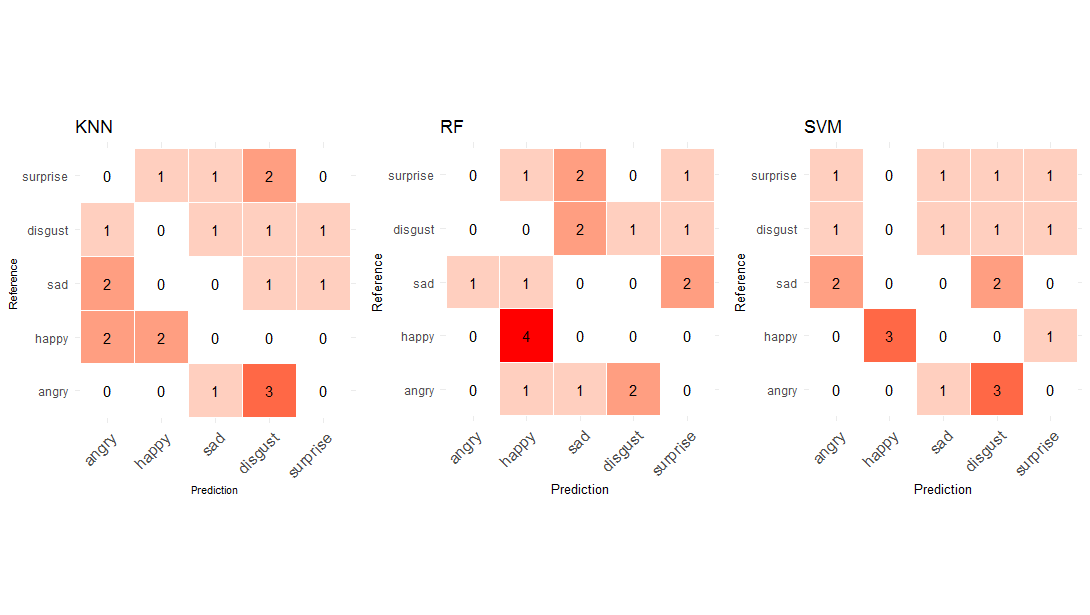 KNN
surprise 0 1 1 2 0
disgust 1 0 1 1 1
sad 2 0 0 1 1
happy 2 2 0 0 0
angry 0 0 1 3 0
angry happy sad disgust surprise
Prediction
Reference
RF
surprise 0 1 2 0 1
disgust 0 0 2 1 1
sad 1 1 0 0 2
happy 0 4 0 0 0
angry 0 1 1 2 0
angry happy sad disgust surprise
Prediction
Reference
SVM
surprise 1 0 1 1 1
disgust 1 0 1 1 1
sad 2 0 0 2 0
happy 0 3 0 0 1
angry 0 0 1 3 0
angry happy sad disgust surprise
Prediction
Reference